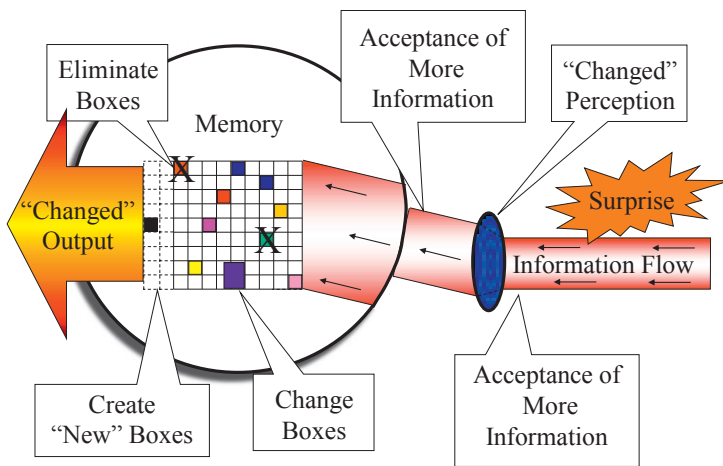 Eliminate
Boxes
Memory
Acceptance of
More
Information
“Changed”
Perception
Surprise
X
X
“Changed”
Output
Information Flow
Create
“New” Boxes
Change
Boxes
Acceptance of
More
Information